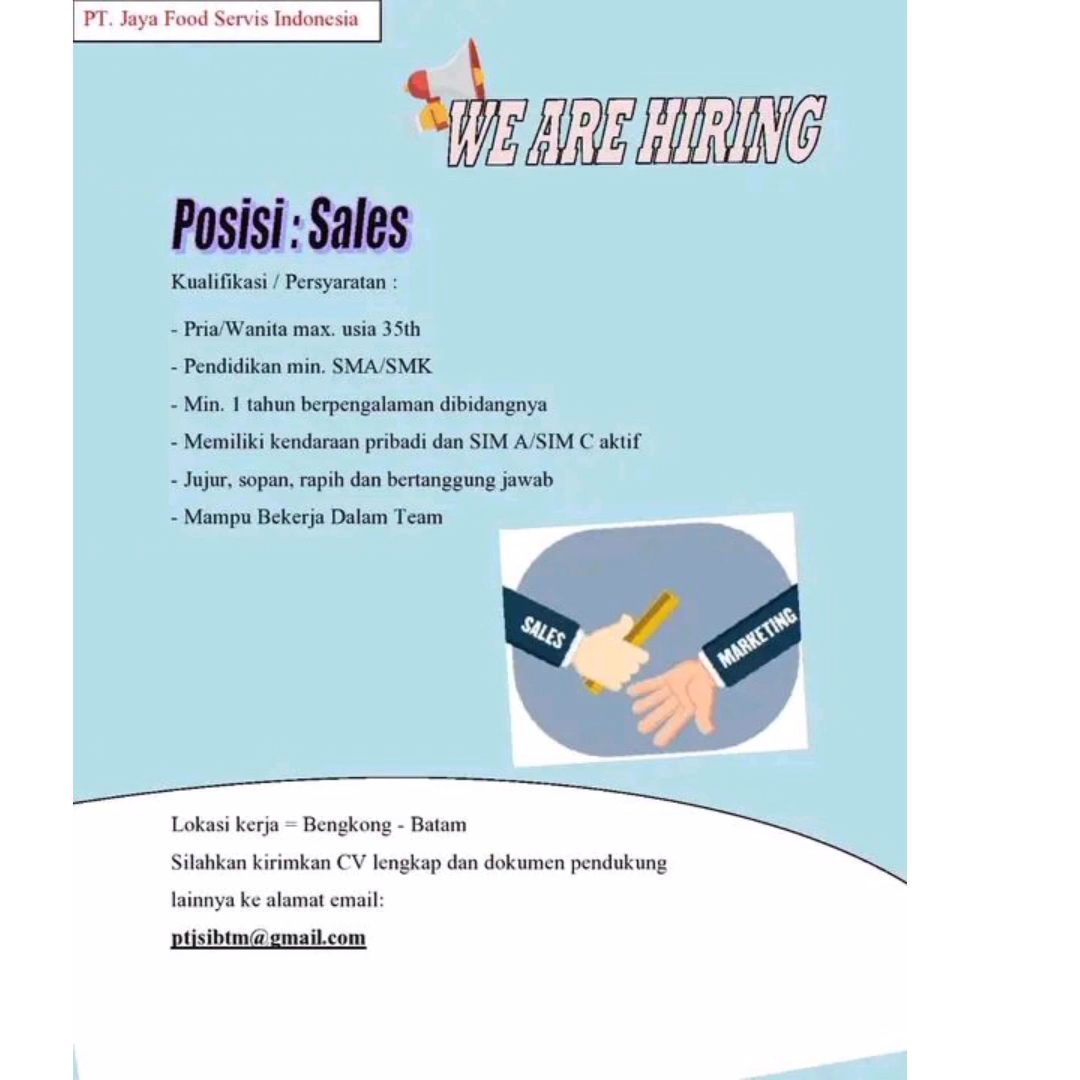 PT. Jaya Food Servis Indonesia
WE ARE HIRING
Posisi : Sales
Kualifikasi / Persyaratan :
- Pria/Wanita max. usia 35th
- Pendidikan min. SMA/SMK
- Min. 1 tahun berpengalaman dibidangnya
- Memiliki kendaraan pribadi dan SIM A/SIM C aktif
- Jujur, sopan, rapih dan bertanggung jawab
- Mampu Bekerja Dalam Team
SALES
MARKETING
Lokasi kerja = Bengkong - Batam
Silahkan kirimkan CV lengkap dan dokumen pendukung
lainnya ke alamat email:
ptjsibtm@gmail.com